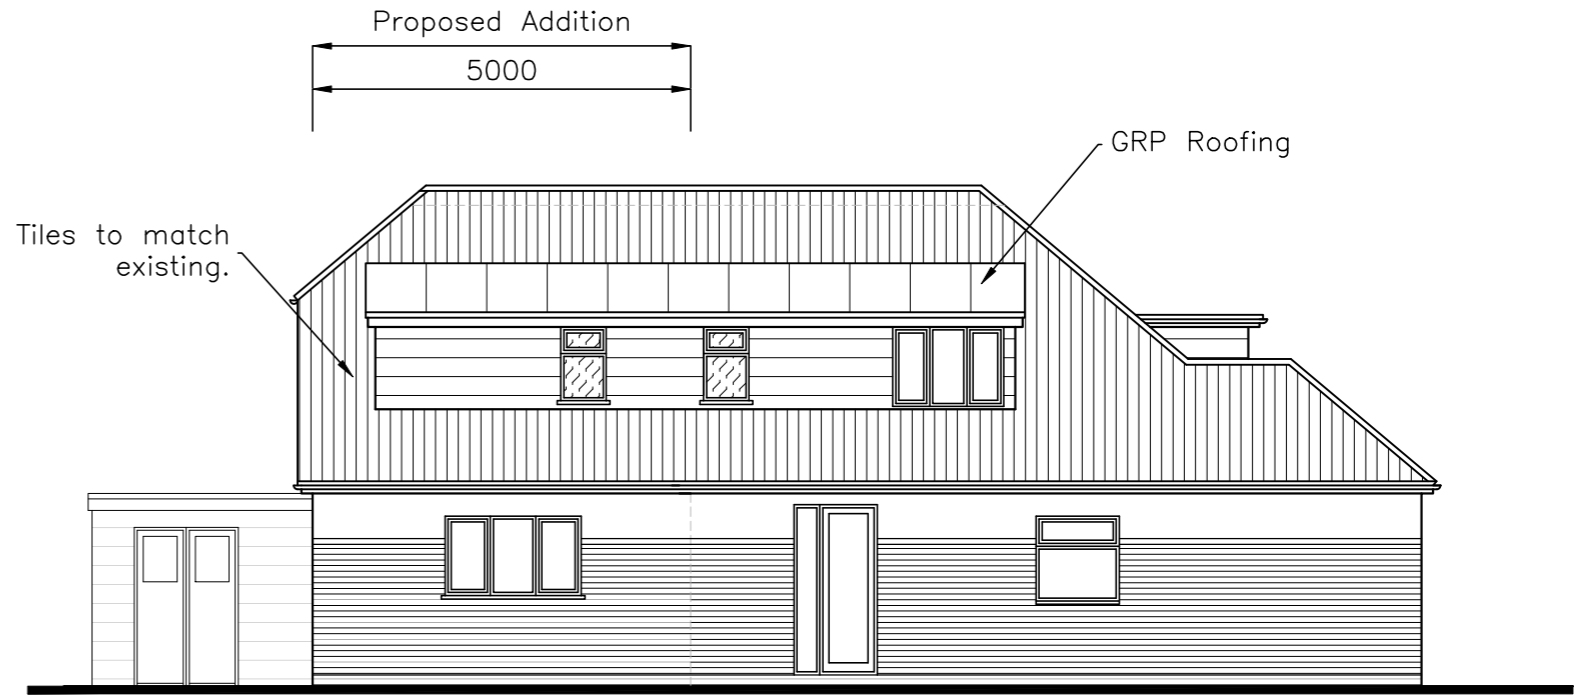 Proposed Addition
5000
GRP Roofing
Tiles to match
existing.